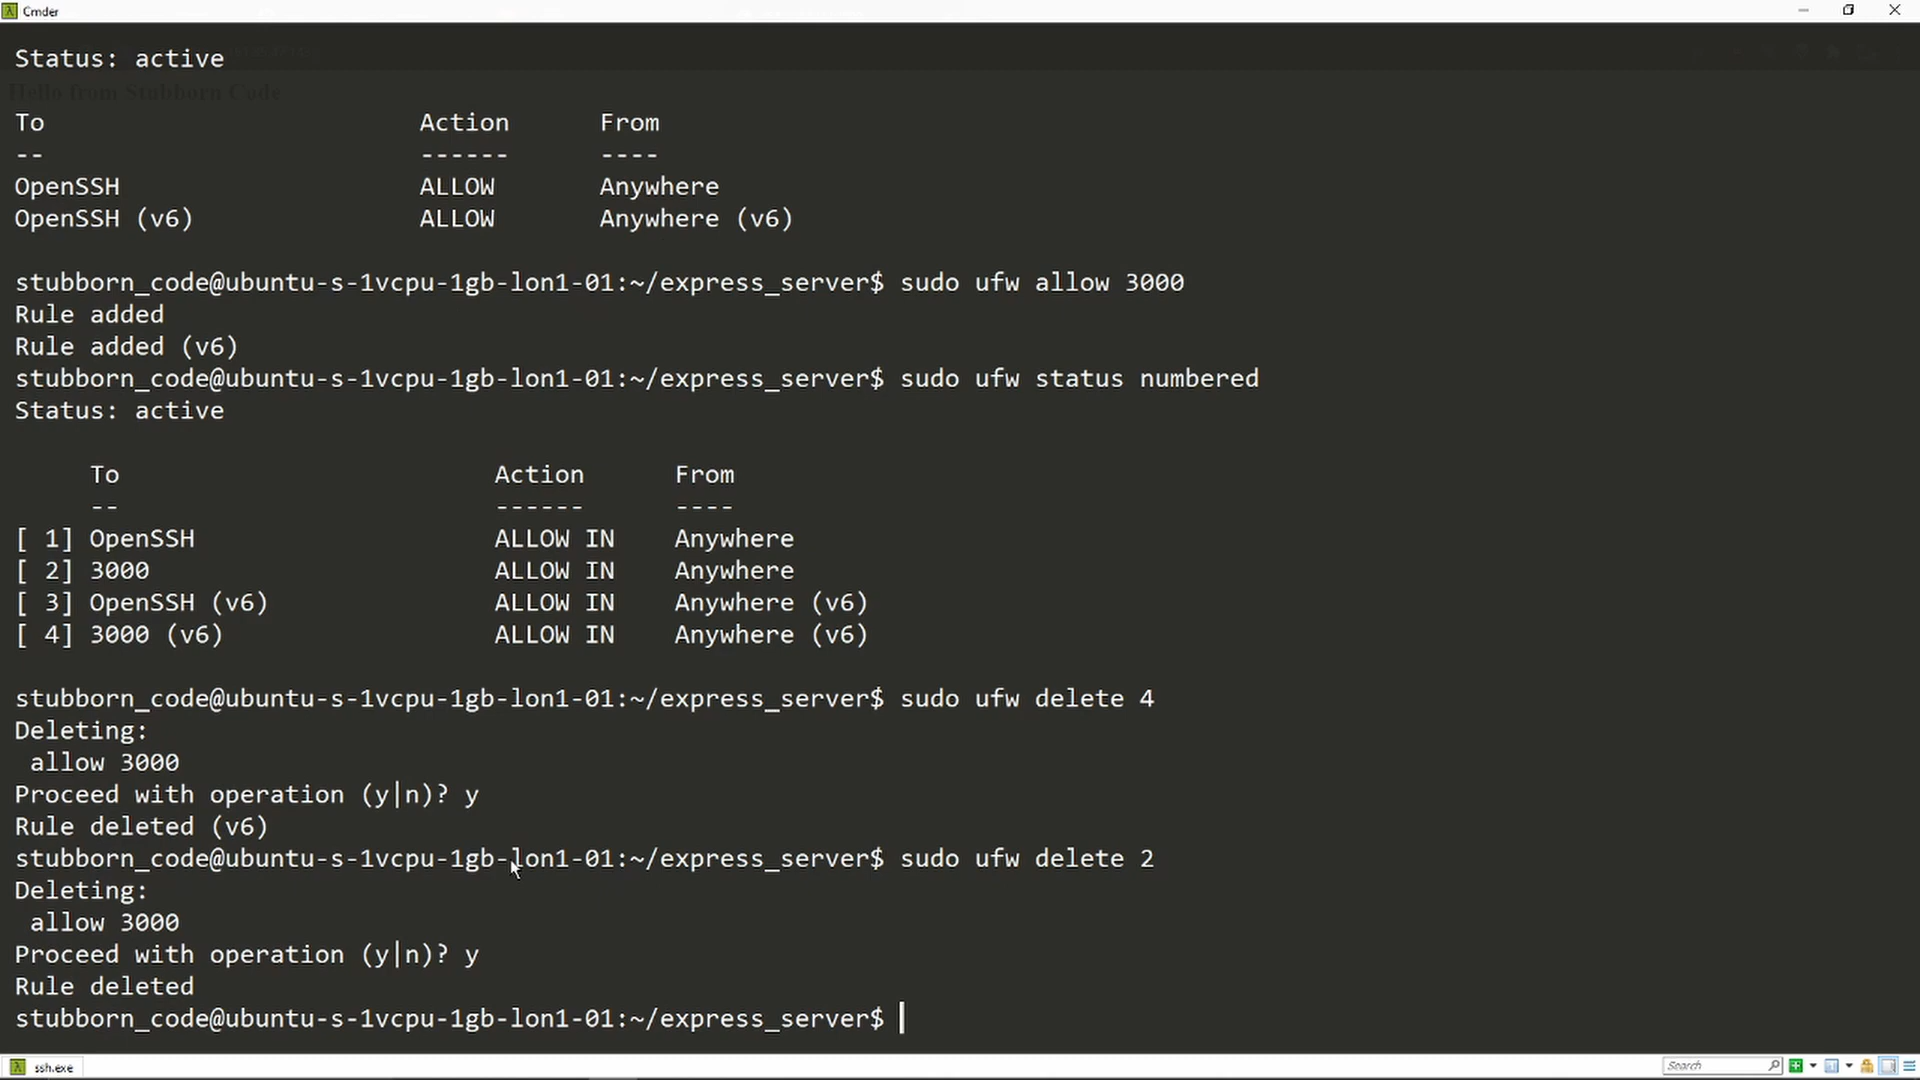 Cmder
Status: active
Hello from Stubborn Code
To Action From
-- ------ ----
OpenSSH ALLOW Anywhere
OpenSSH (v6) ALLOW Anywhere (v6)
stubborn_code@ubuntu-s-1vcpu-1gb-lon1-01:~/express_server$ sudo ufw allow 3000
Rule added
Rule added (v6)
stubborn_code@ubuntu-s-1vcpu-1gb-lon1-01:~/express_server$ sudo ufw status numbered
Status: active
To Action From
-- ------ ----
[ 1] OpenSSH ALLOW IN Anywhere
[ 2] 3000 ALLOW IN Anywhere
[ 3] OpenSSH (v6) ALLOW IN Anywhere (v6)
[ 4] 3000 (v6) ALLOW IN Anywhere (v6)
stubborn_code@ubuntu-s-1vcpu-1gb-lon1-01:~/express_server$ sudo ufw delete 4
Deleting:
 allow 3000
Proceed with operation (y|n)? y
Rule deleted (v6)
stubborn_code@ubuntu-s-1vcpu-1gb-lon1-01:~/express_server$ sudo ufw delete 2
Deleting:
 allow 3000
Proceed with operation (y|n)? y
Rule deleted
stubborn_code@ubuntu-s-1vcpu-1gb-lon1-01:~/express_server$
ssh.exe Search